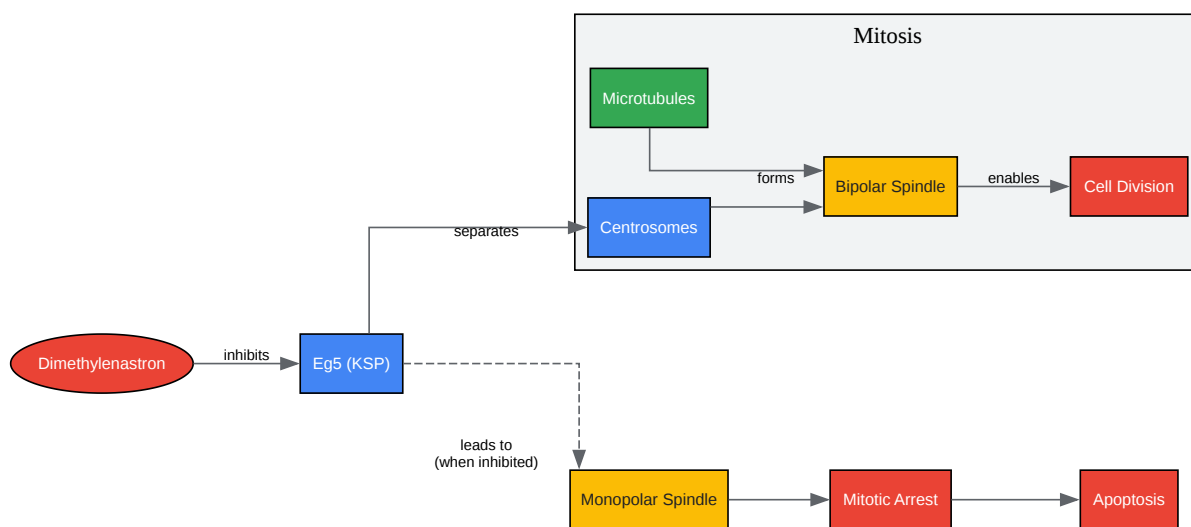 Mitosis
Microtubules
forms
Bipolar Spindle
enables
Cell Division
Centrosomes
separates
Dimethylenastron
inhibits
Eg5 (KSP)
leads to
(when inhibited)
Monopolar Spindle
Mitotic Arrest
Apoptosis